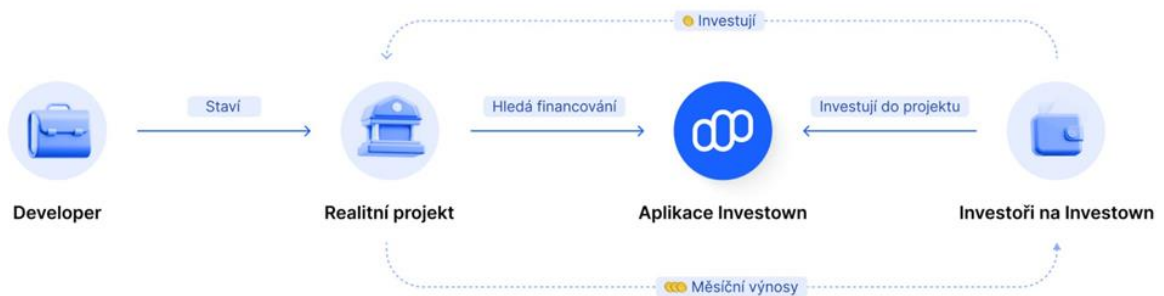 Investují
Staví
Hledá financování
Investují do projektu
Developer
Realitní projekt
Aplikace Investown
Investoři na Investown
Měsíční výnosy